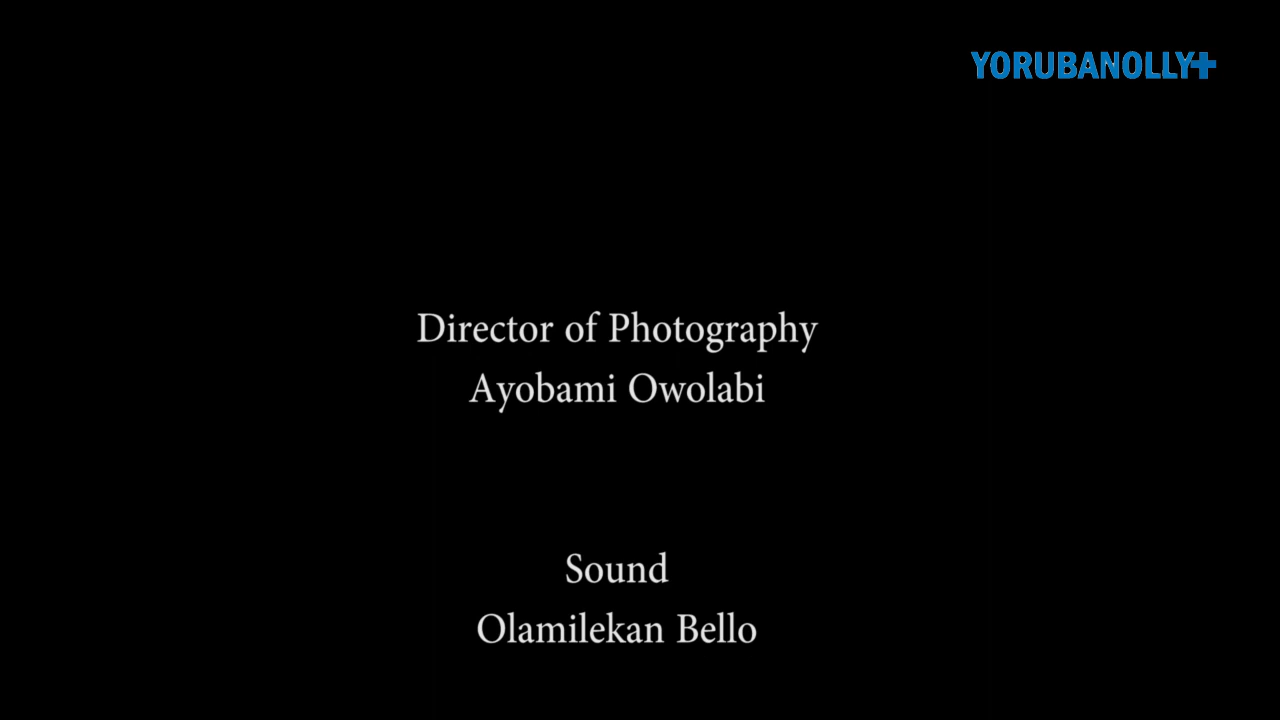 YORUBANOLLY+
Director of Photography
Ayobami Owolabi
Sound
Olamilekan Bello